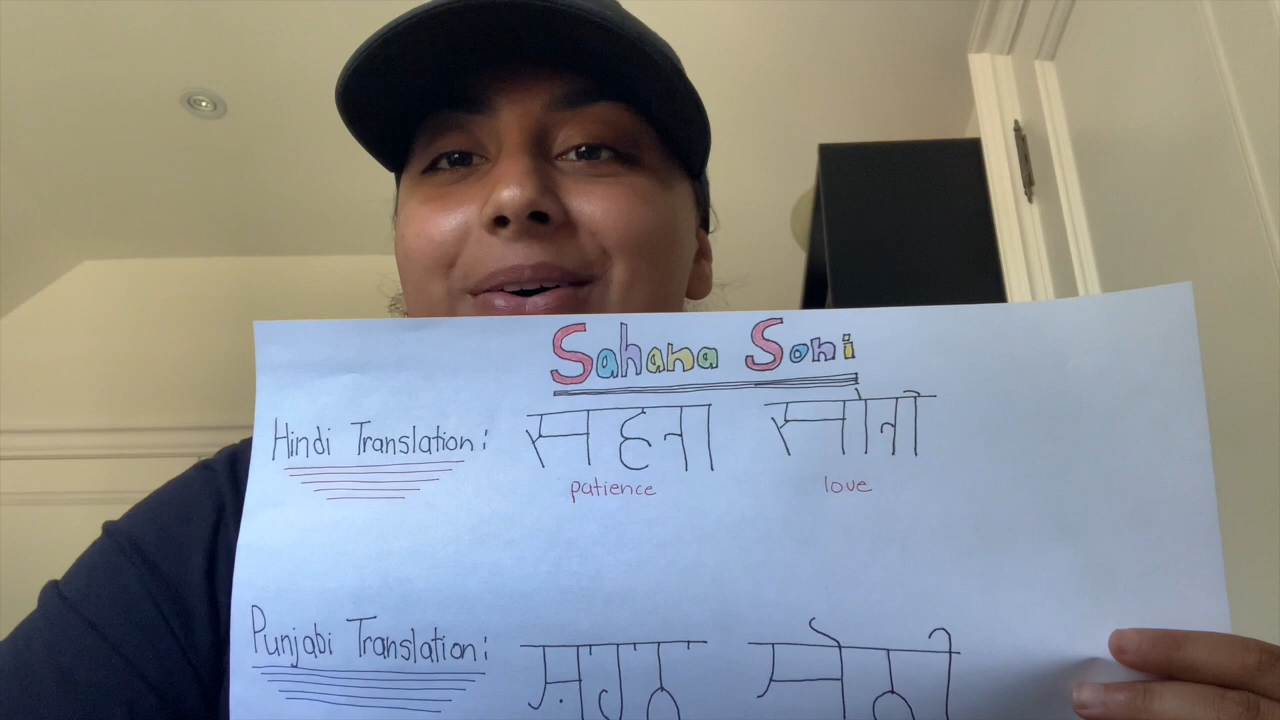 Sahana Soni
Hindi Translation: सहना सोनी
patience love
Punjabi Translation: